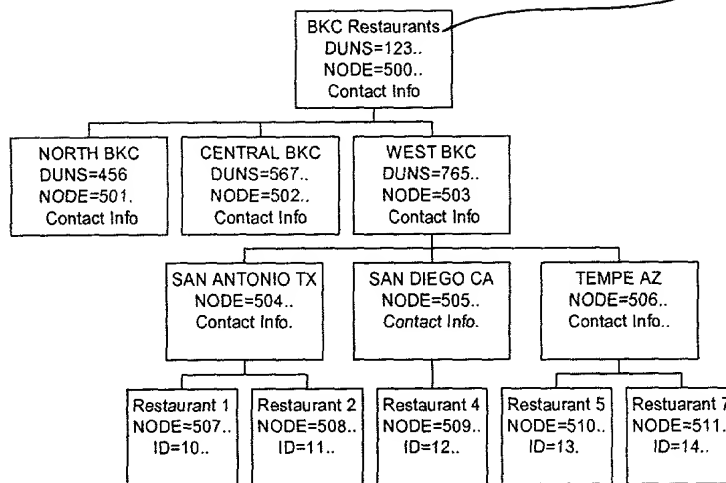 BKC Restaurants
DUNS=123..
NODE=500..
Contact Info
NORTH BKC
DUNS=456
NODE=501.
Contact Info
CENTRAL BKC
DUNS=567..
NODE=502..
Contact Info
WEST BKC
DUNS=765..
NODE=503
Contact Info
SAN ANTONIO TX
NODE=504..
Contact Info.
SAN DIEGO CA
NODE=505..
Contact Info.
TEMPE AZ
NODE=506..
Contact Info..
Restaurant 1
NODE=507..
ID=10..
Restaurant 2
NODE=508..
ID=11..
Restaurant 4
NODE=509..
ID=12..
Restaurant 5
NODE=510..
ID=13.
Restuarant 7
NODE=511.
ID=14..